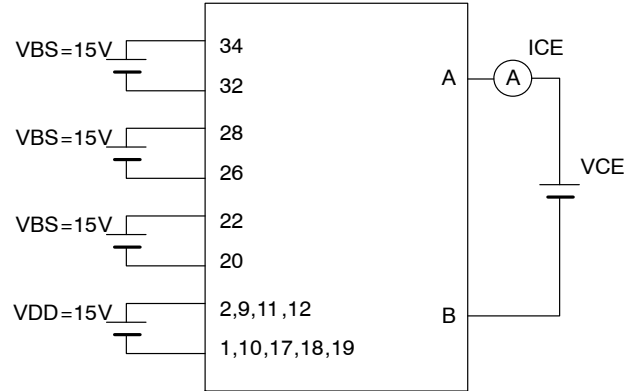 VBS=15V
34
32
VBS=15V
28
26
VBS=15V
22
20
VDD=15V
2,9,11,12
1,10,17,18,19
A
ICE
A
VCE
B